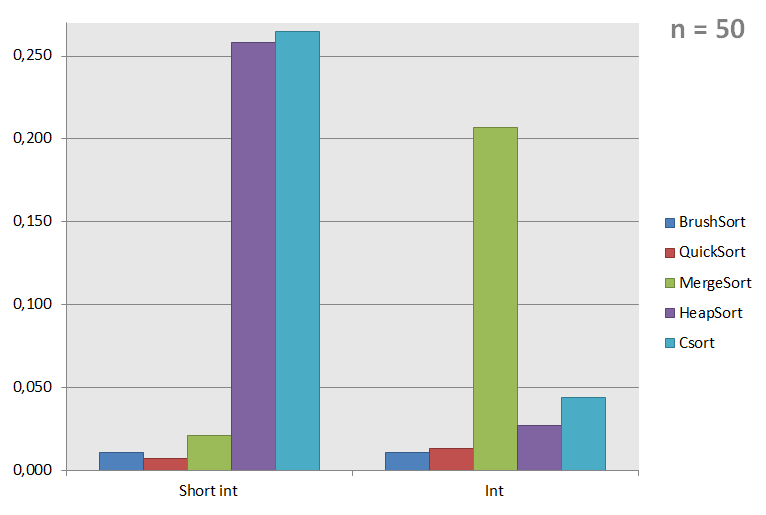 n = 50
0,250
0,200
0,150
0,100
0,050
0,000
Short int
Int
BrushSort
QuickSort
MergeSort
HeapSort
Csort